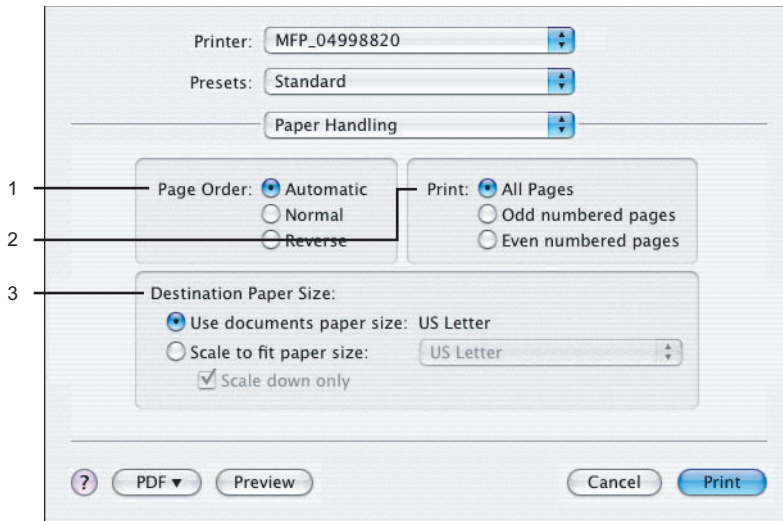 Printer: MFP_04998820
Presets: Standard
Paper Handling
1 Page Order: Automatic
Normal
2 Reverse
Print: All Pages
Odd numbered pages
Even numbered pages
3 Destination Paper Size:
Use documents paper size: US Letter
Scale to fit paper size: US Letter
Scale down only
? PDF ▼ Preview Cancel Print